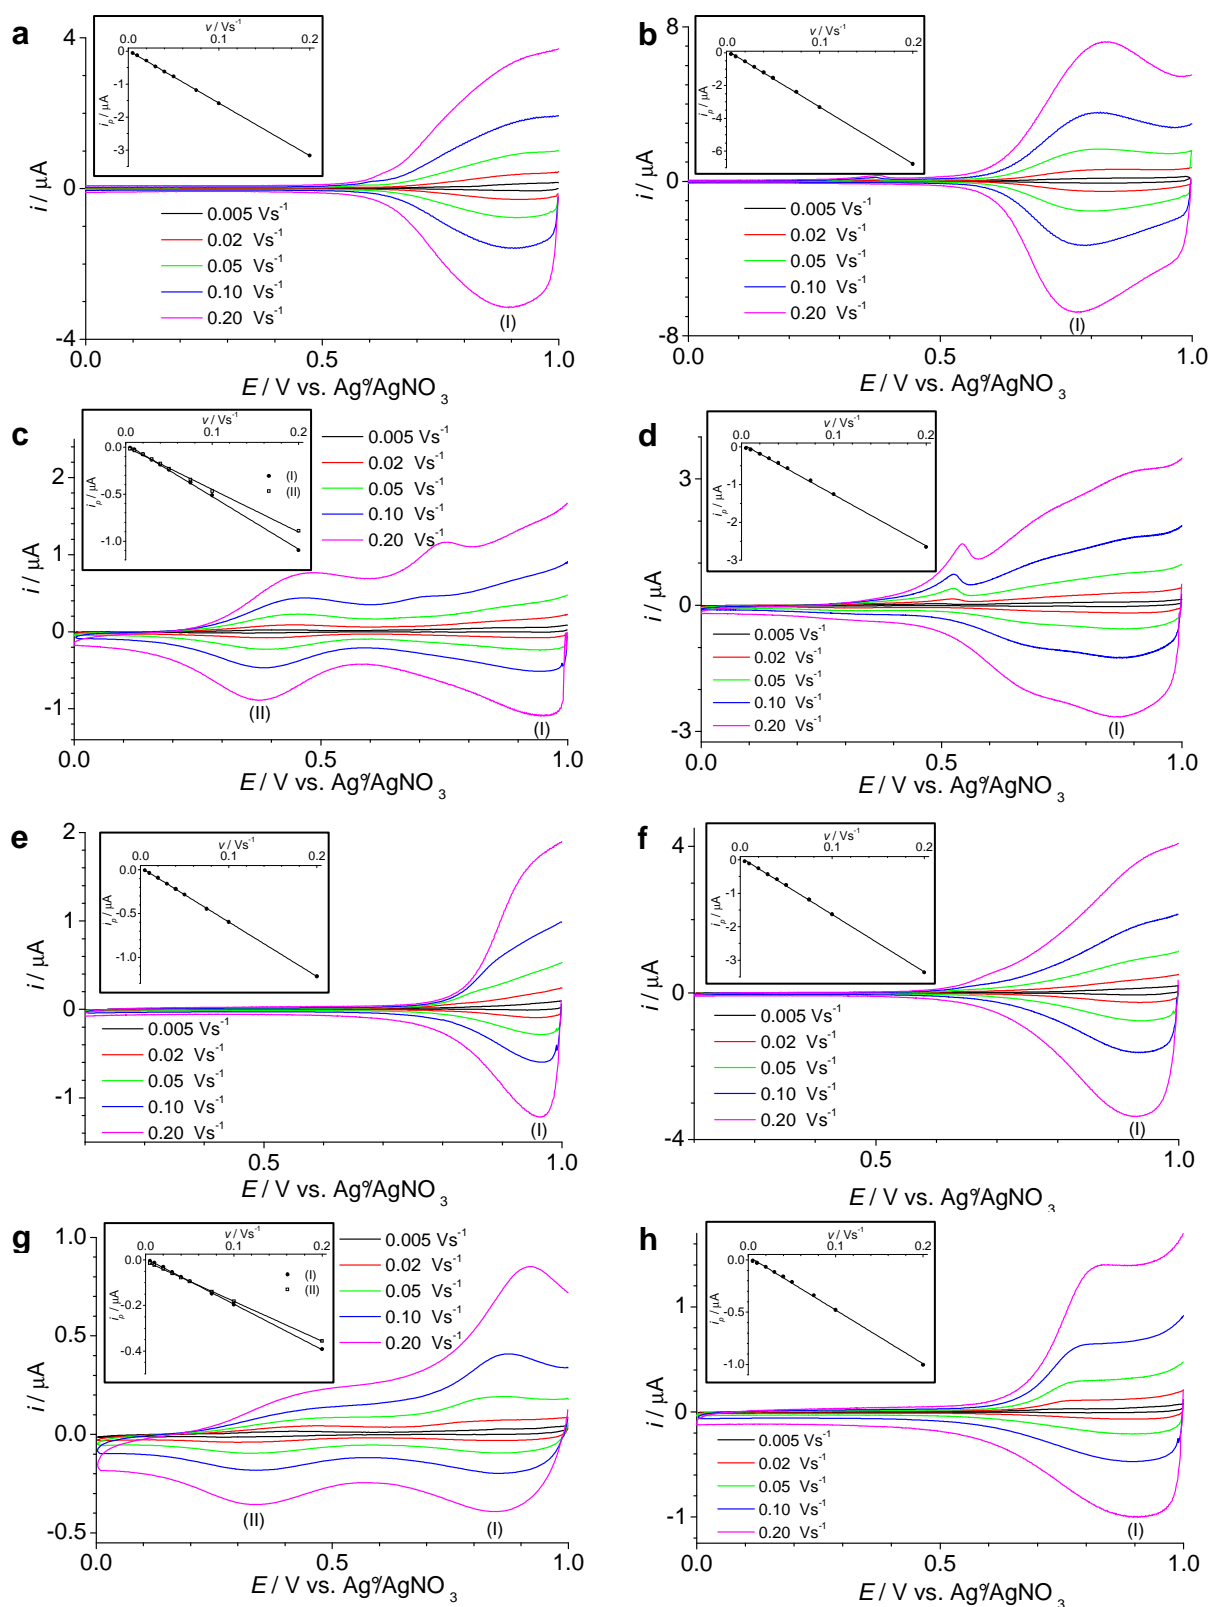 a
4
0
-4
i / µA
0.0
0.5
1.0
E / V vs. Ag°/AgNO3
v / Vs-1
0.0
0.1
0.2
0
-1
-2
-3
ip / µA
0.005 Vs-1
0.02 Vs-1
0.05 Vs-1
0.10 Vs-1
0.20 Vs-1
(I)
b
8
0
-8
i / µA
0.0
0.5
1.0
E / V vs. Ag°/AgNO3
v / Vs-1
0.0
0.1
0.2
0
-2
-4
-6
ip / µA
0.005 Vs-1
0.02 Vs-1
0.05 Vs-1
0.10 Vs-1
0.20 Vs-1
(I)
c
2
1
0
-1
i / µA
0.0
0.5
1.0
E / V vs. Ag°/AgNO3
v / Vs-1
0.0
0.1
0.2
0.0
-0.5
-1.0
ip / µA
(I)
(II)
0.005 Vs-1
0.02 Vs-1
0.05 Vs-1
0.10 Vs-1
0.20 Vs-1
(II)
(I)
d
3
0
-3
i / µA
0.0
0.5
1.0
E / V vs. Ag°/AgNO3
v / Vs-1
0.0
0.1
0.2
0
-1
-2
-3
ip / µA
0.005 Vs-1
0.02 Vs-1
0.05 Vs-1
0.10 Vs-1
0.20 Vs-1
(I)
e
2
1
0
-1
i / µA
0.5
1.0
E / V vs. Ag°/AgNO3
v / Vs-1
0.0
0.1
0.2
0.0
-0.5
-1.0
ip / µA
0.005 Vs-1
0.02 Vs-1
0.05 Vs-1
0.10 Vs-1
0.20 Vs-1
(I)
f
4
0
-4
i / µA
0.5
1.0
E / V vs. Ag°/AgNO3
v / Vs-1
0.0
0.1
0.2
0
-1
-2
-3
ip / µA
0.005 Vs-1
0.02 Vs-1
0.05 Vs-1
0.10 Vs-1
0.20 Vs-1
(I)
g
1.0
0.5
0.0
-0.5
i / µA
0.0
0.5
1.0
E / V vs. Ag°/AgNO3
v / Vs-1
0.0
0.1
0.2
0.0
-0.2
-0.4
ip / µA
(I)
(II)
0.005 Vs-1
0.02 Vs-1
0.05 Vs-1
0.10 Vs-1
0.20 Vs-1
(II)
(I)
h
1
0
-1
i / µA
0.0
0.5
1.0
E / V vs. Ag°/AgNO3
v / Vs-1
0.0
0.1
0.2
0.0
-0.5
-1.0
ip / µA
0.005 Vs-1
0.02 Vs-1
0.05 Vs-1
0.10 Vs-1
0.20 Vs-1
(I)